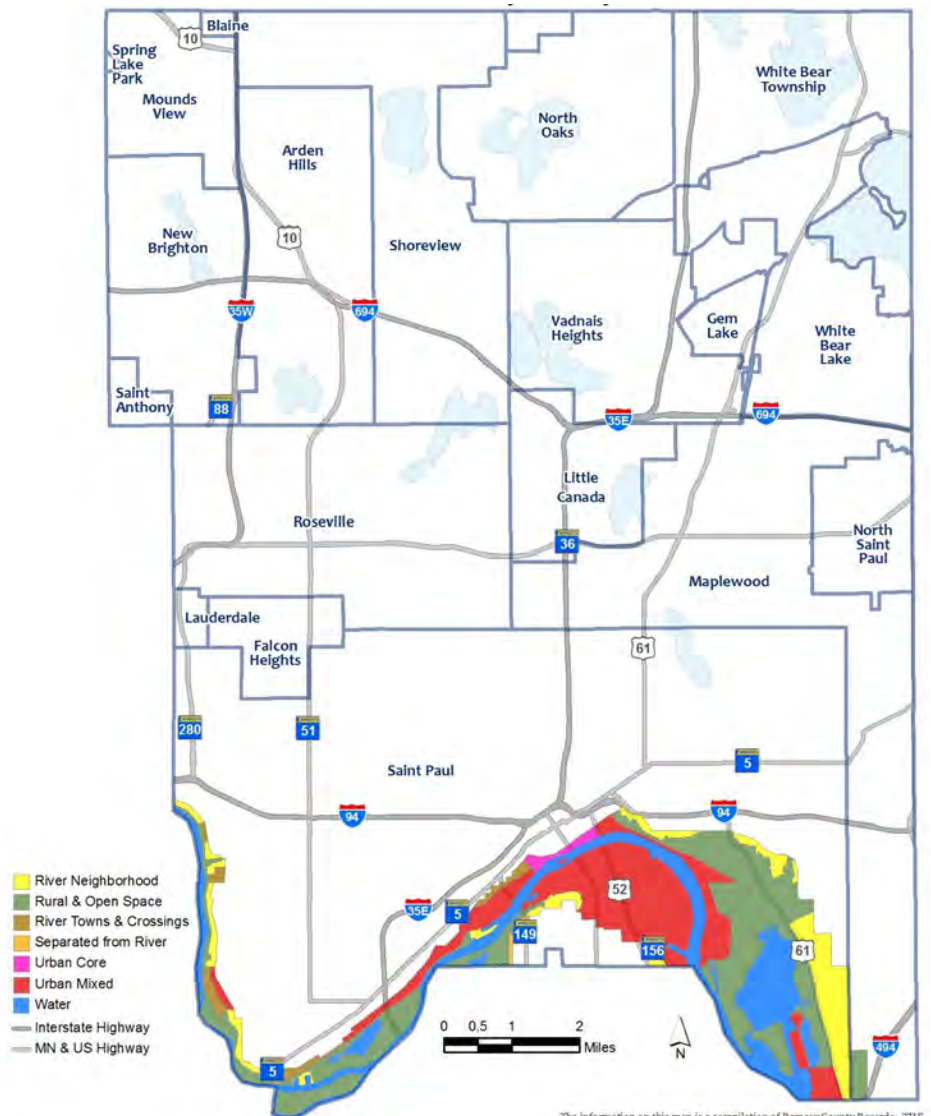 Blaine
10
Spring
Lake
Park
Mounds
View
White Bear
Township
North
Oaks
Arden
Hills
New
Brighton
10
Shoreview
35W
694
Vadnais
Heights
Gem
Lake
White
Bear
Lake
Saint
Anthony
88
35E
694
Little
Canada
Roseville
36
North
Saint
Paul
Maplewood
Lauderdale
Falcon
Heights
61
280
51
5
Saint Paul
94
94
River Neighborhood
Rural & Open Space
River Towns & Crossings
Separated from River
Urban Core
Urban Mixed
Water
Interstate Highway
MN & US Highway
52
35E
5
149
156
61
0 0.5 1 2
Miles
N
5
494